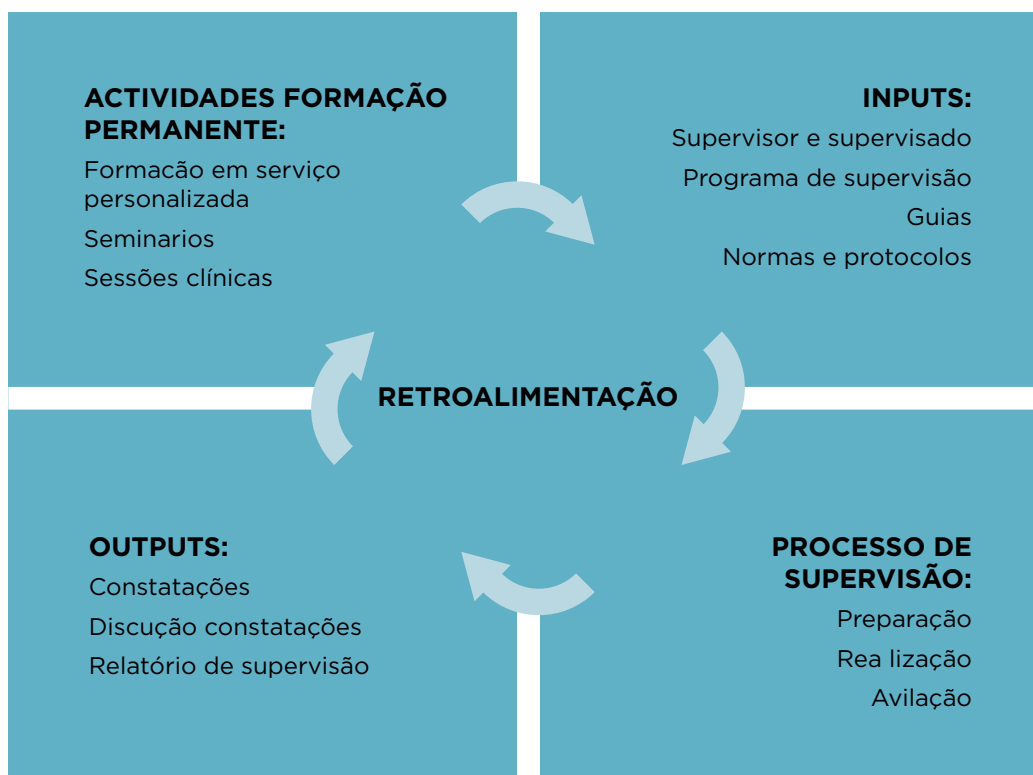 ACTIVIDADES FORMAÇÃO
PERMANENTE:
Formacão em serviço
personalizada
Seminarios
Sessões clínicas
INPUTS:
Supervisor e supervisado
Programa de supervisão
Guias
Normas e protocolos
RETROALIMENTAÇÃO
OUTPUTS:
Constatações
Discução constatações
Relatório de supervisão
PROCESSO DE
SUPERVISÃO:
Preparação
Rea lização
Avilação